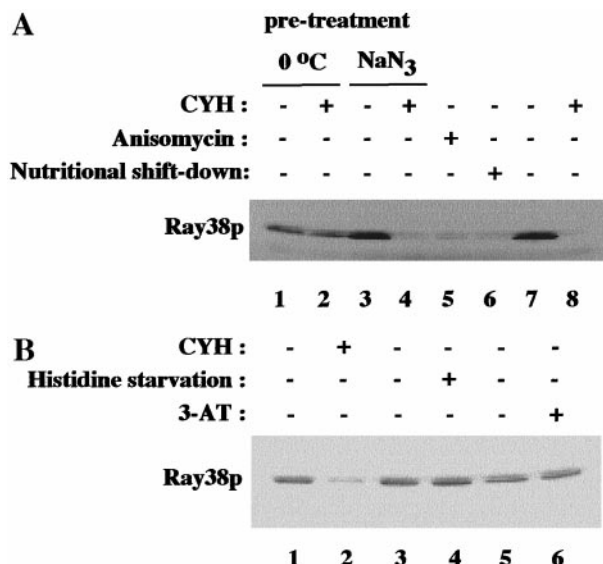 A
pre-treatment
0 °C NaN3
CYH : - + - + - - - +
Anisomycin : - - - - + - - -
Nutritional shift-down: - - - - - + - -
Ray38p
1 2 3 4 5 6 7 8
B
CYH : - + - - - -
Histidine starvation : - - - + - -
3-AT : - - - - - +
Ray38p
1 2 3 4 5 6